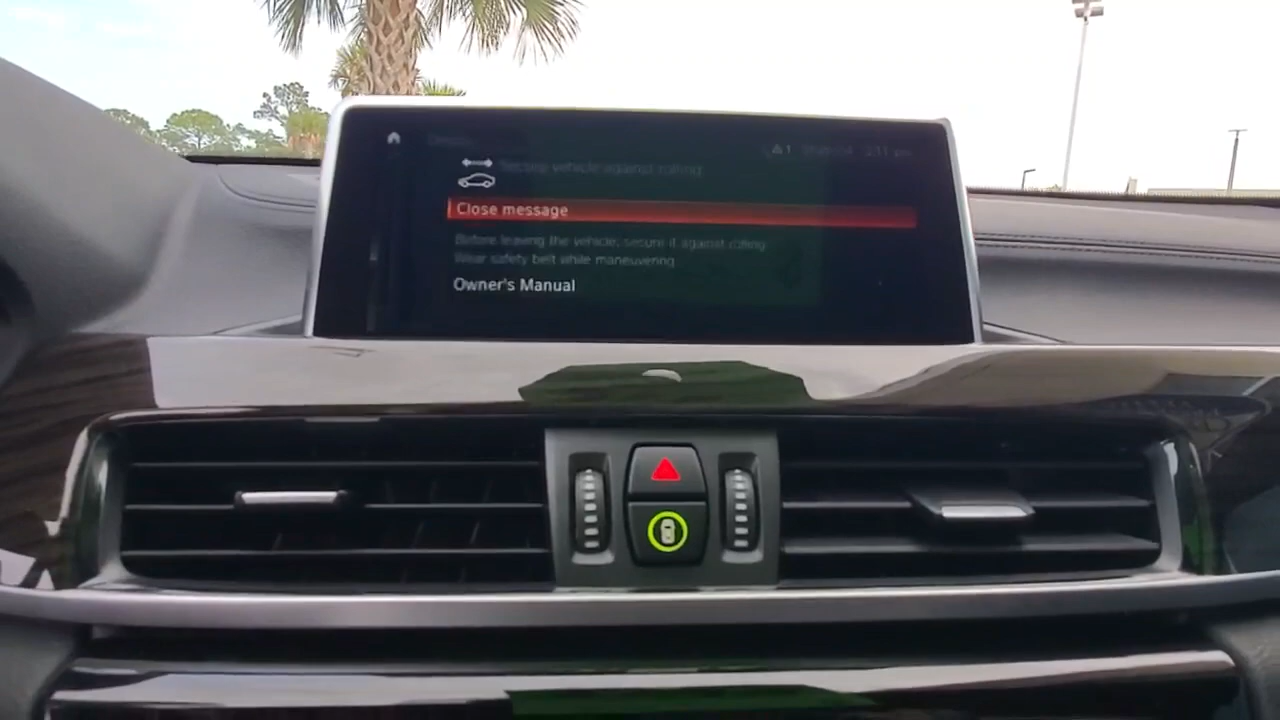 1
Secure vehicle against rolling
Close message
Before leaving the vehicle, secure it against rolling.
Wear safety belt while maneuvering.
Owner's Manual